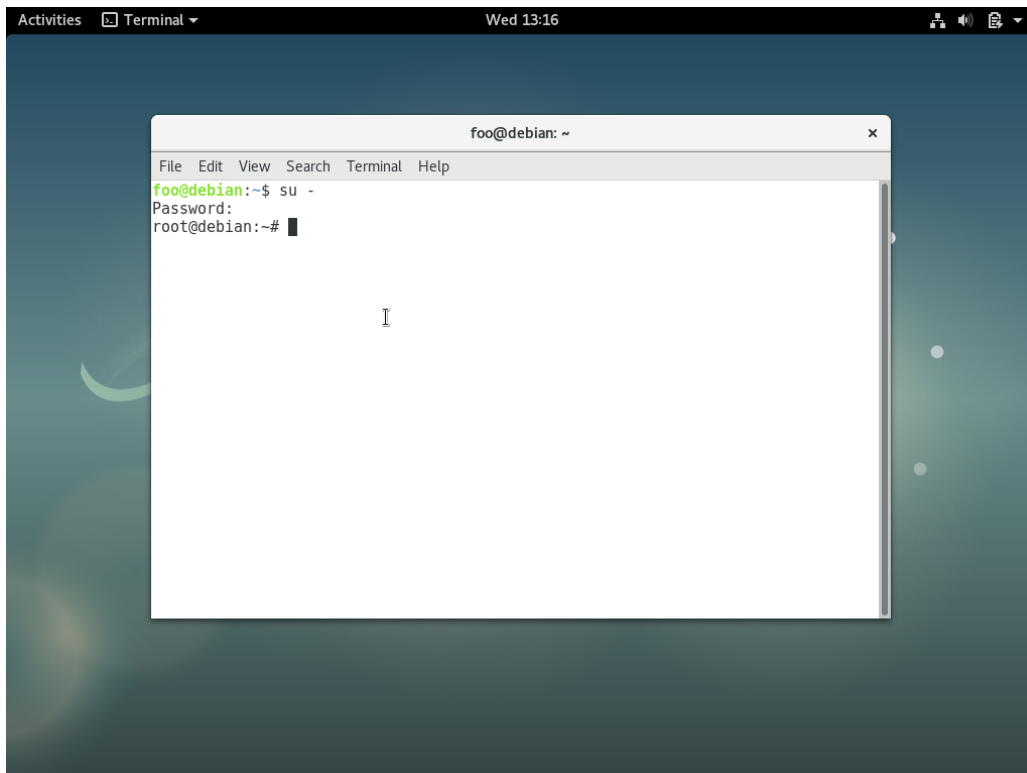 Activities Terminal Wed 13:16
foo@debian: ~
File Edit View Search Terminal Help
foo@debian:~$ su -
Password:
root@debian:~#